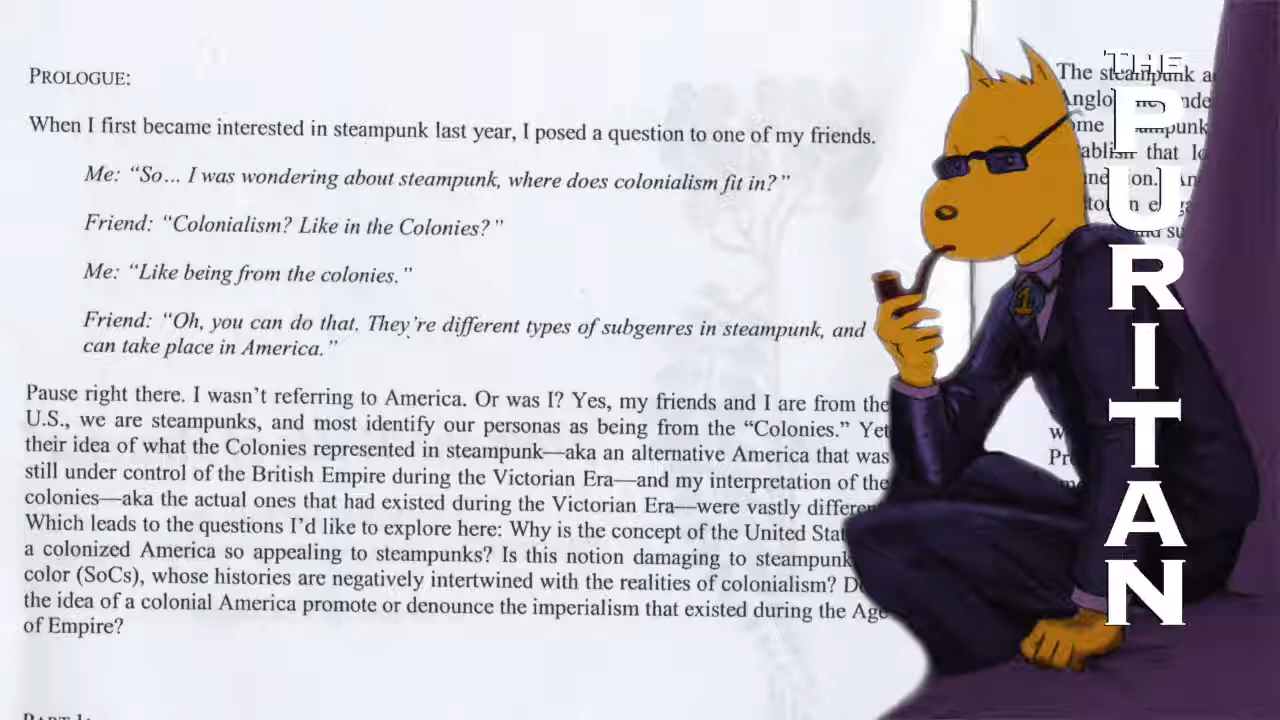 PROLOGUE:
When I first became interested in steampunk last year, I posed a question to one of my friends.
Me: “So... I was wondering about steampunk, where does colonialism fit in?”
Friend: “Colonialism? Like in the Colonies?”
Me: “Like being from the colonies.”
Friend: “Oh, you can do that. They’re different types of subgenres in steampunk, and
can take place in America.”
Pause right there. I wasn’t referring to America. Or was I? Yes, my friends and I are from the
U.S., we are steampunks, and most identify our personas as being from the “Colonies.” Yet
their idea of what the Colonies represented in steampunk—aka an alternative America that was
still under control of the British Empire during the Victorian Era—and my interpretation of the
colonies—aka the actual ones that had existed during the Victorian Era—were vastly
Which leads to the questions I’d like to explore here: Why is the concept of the United
a colonized America so appealing to steampunks? Is this notion damaging to
color (SoCs), whose histories are negatively intertwined with the realities of colonialism?
the idea of a colonial America promote or denounce the imperialism that existed during the Age
of Empire?
PART 1:
The steampunk
that
THE
PURITAN